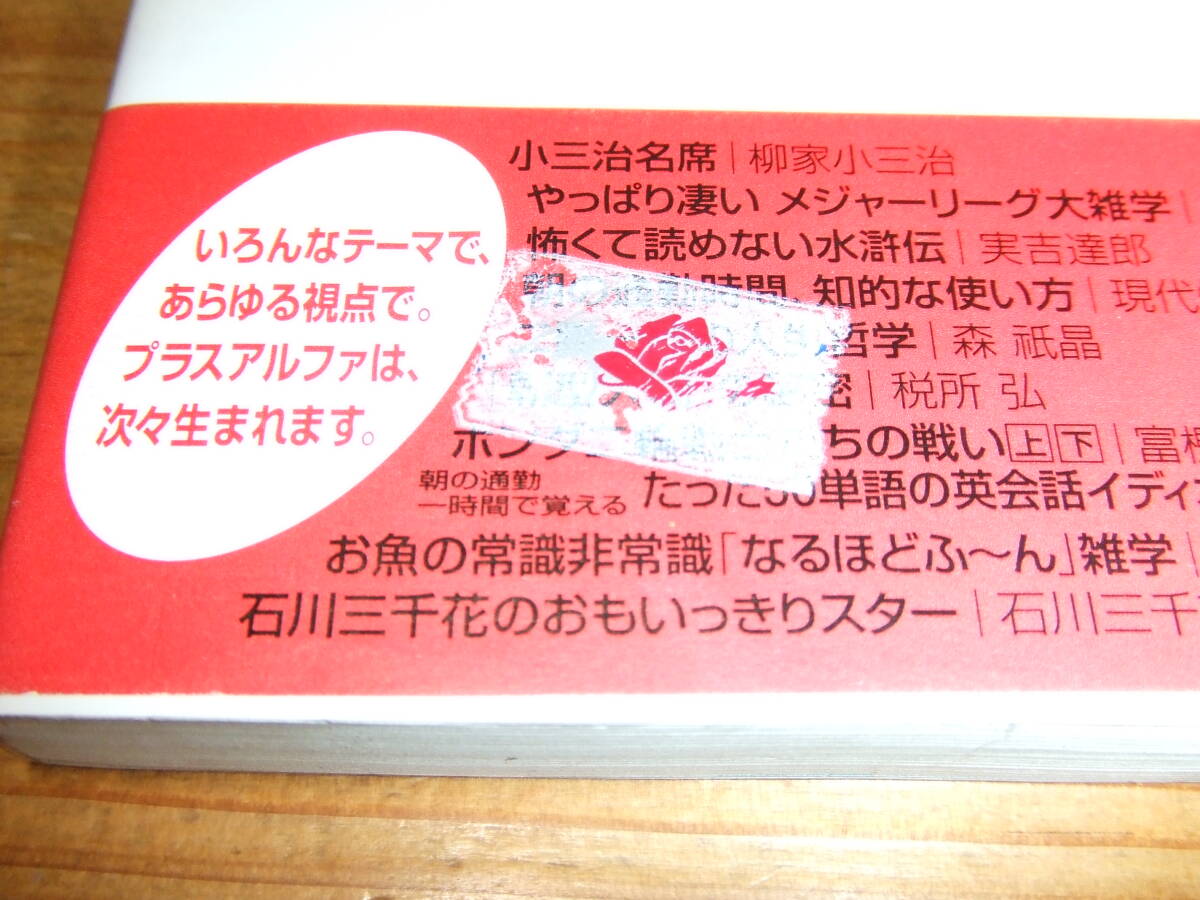 いろんなテーマで、
あらゆる視点で。
プラスアルファは、
次々生まれます。
小三治名席|柳家小三治
やっぱり凄い メジャーリーグ大雑学|
怖くて読めない水滸伝|実吉達郎
時間、知的な使い方|現代
哲学|森 祇晶
密|税所 弘
ちの戦い上下|富樫
朝の通勤
一時間で覚える たった50単語の英会話イディ
お魚の常識非常識「なるほどふ〜ん」雑学|
石川三千花のおもいっきりスター|石川三千